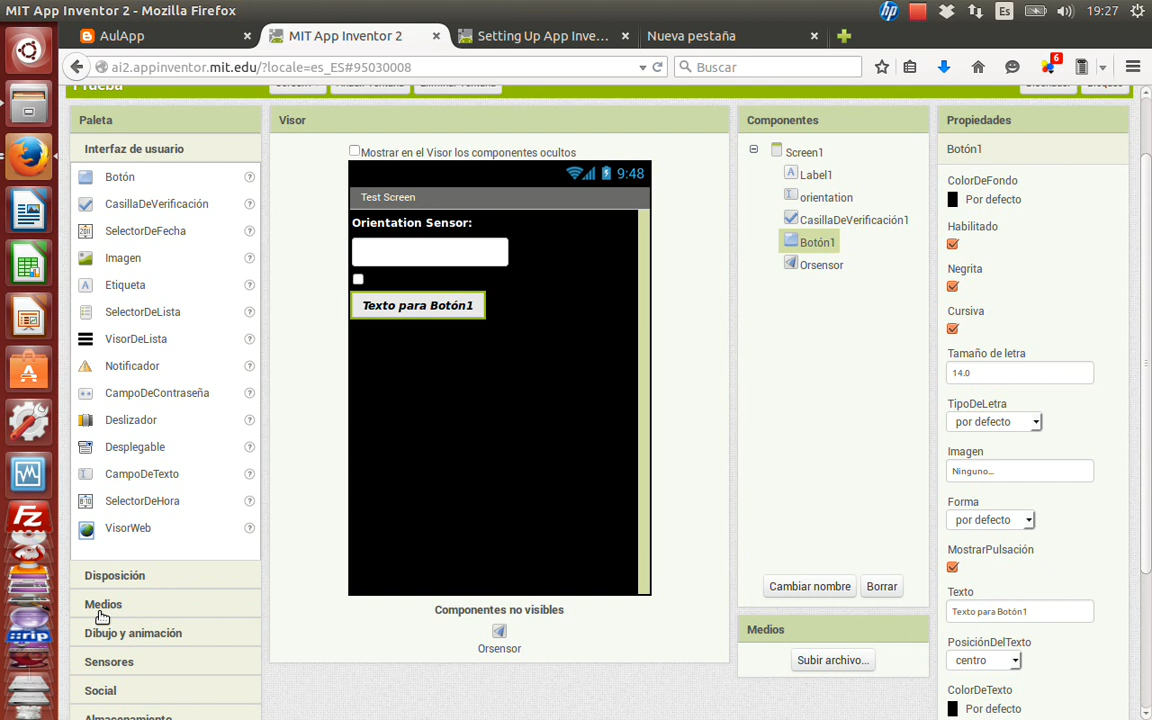 MIT App Inventor 2 - Mozilla Firefox
Es
19:27
AulApp
MIT App Inventor 2
Setting Up App Inve...
Nueva pestaña
ai2.appinventor.mit.edu/?locale=es_ES#95030008
Buscar
6
Prueba
Paleta
Interfaz de usuario
Botón
CasillaDeVerificación
SelectorDeFecha
Imagen
Etiqueta
SelectorDeLista
VisorDeLista
Notificador
CampoDeContraseña
Deslizador
Desplegable
CampoDeTexto
SelectorDeHora
VisorWeb
Disposición
Medios
Dibujo y animación
Sensores
Social
Almacenamiento
Visor
Mostrar en el Visor los componentes ocultos
9:48
Test Screen
Orientation Sensor:
Texto para Botón1
Componentes no visibles
Orsensor
Componentes
Screen1
Label1
orientation
CasillaDeVerificación1
Botón1
Orsensor
Cambiar nombre
Borrar
Medios
Subir archivo...
Propiedades
Botón1
ColorDeFondo
Por defecto
Habilitado
Negrita
Cursiva
Tamaño de letra
14.0
TipoDeLetra
por defecto
Imagen
Ninguno...
Forma
por defecto
MostrarPulsación
Texto
Texto para Botón1
PosiciónDelTexto
centro
ColorDeTexto
Por defecto